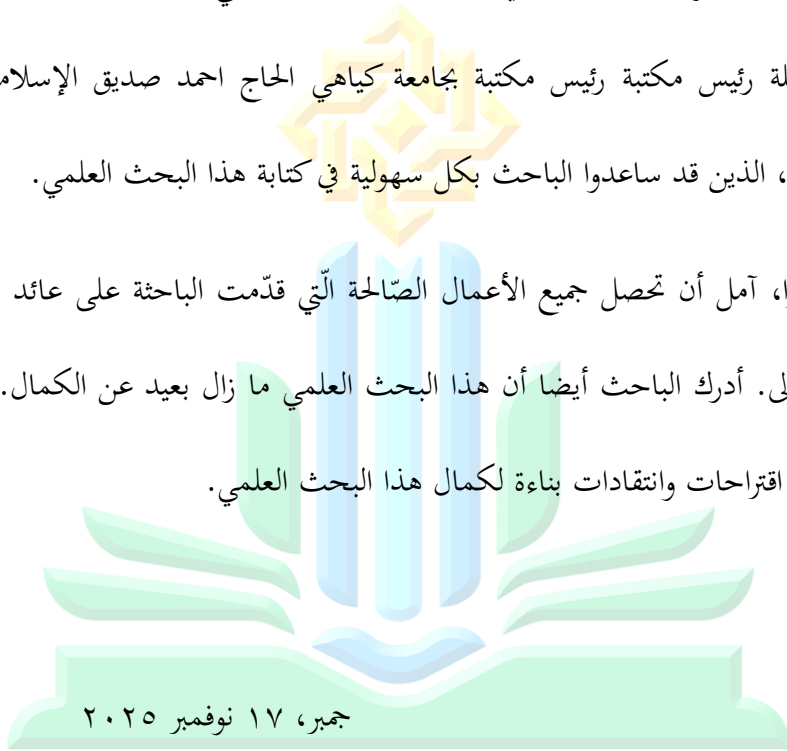 رئيس مكتبة رئيس مكتبة بجامعة كياهي الحاج احمد صديق
، الذين قد ساعدوا الباحث بكل سهولية في كتابة هذا البحث العلمي.
، آمل أن تحصل جميع الأعمال الصّالحة الّتي قدّمت الباحثة على عائد
. أدرك الباحث أيضا أن هذا البحث العلمي ما زال بعيد عن الكمال.
اقتراحات وانتقادات بناءة لكمال هذا البحث العلمي.
جمبر، ١٧ نوفمبر ٢٠٢٥